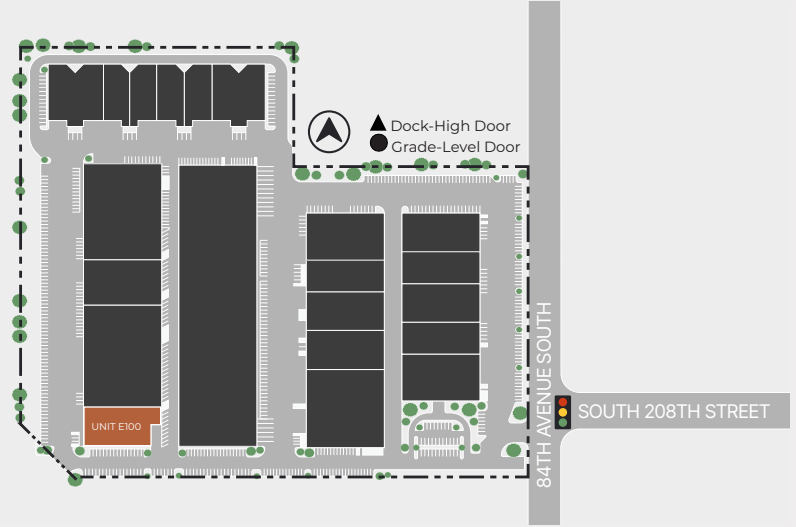 Dock-High Door
Grade-Level Door
84TH AVENUE SOUTH
SOUTH 208TH STREET
UNIT E100